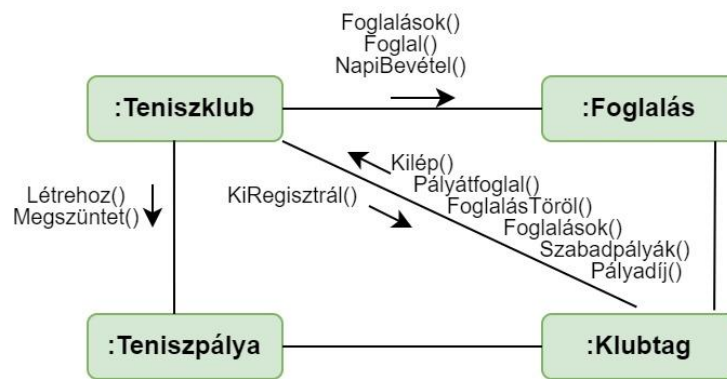 Foglalások()
Foglal()
NapiBevétel()
:Teniszklub
:Foglalás
Létrehoz()
Megszüntet()
KiRegisztrál()
Kilép()
Pályátfoglal()
FoglalásTöröl()
Foglalások()
Szabadpályák()
Pályadíj()
:Teniszpálya
:Klubtag